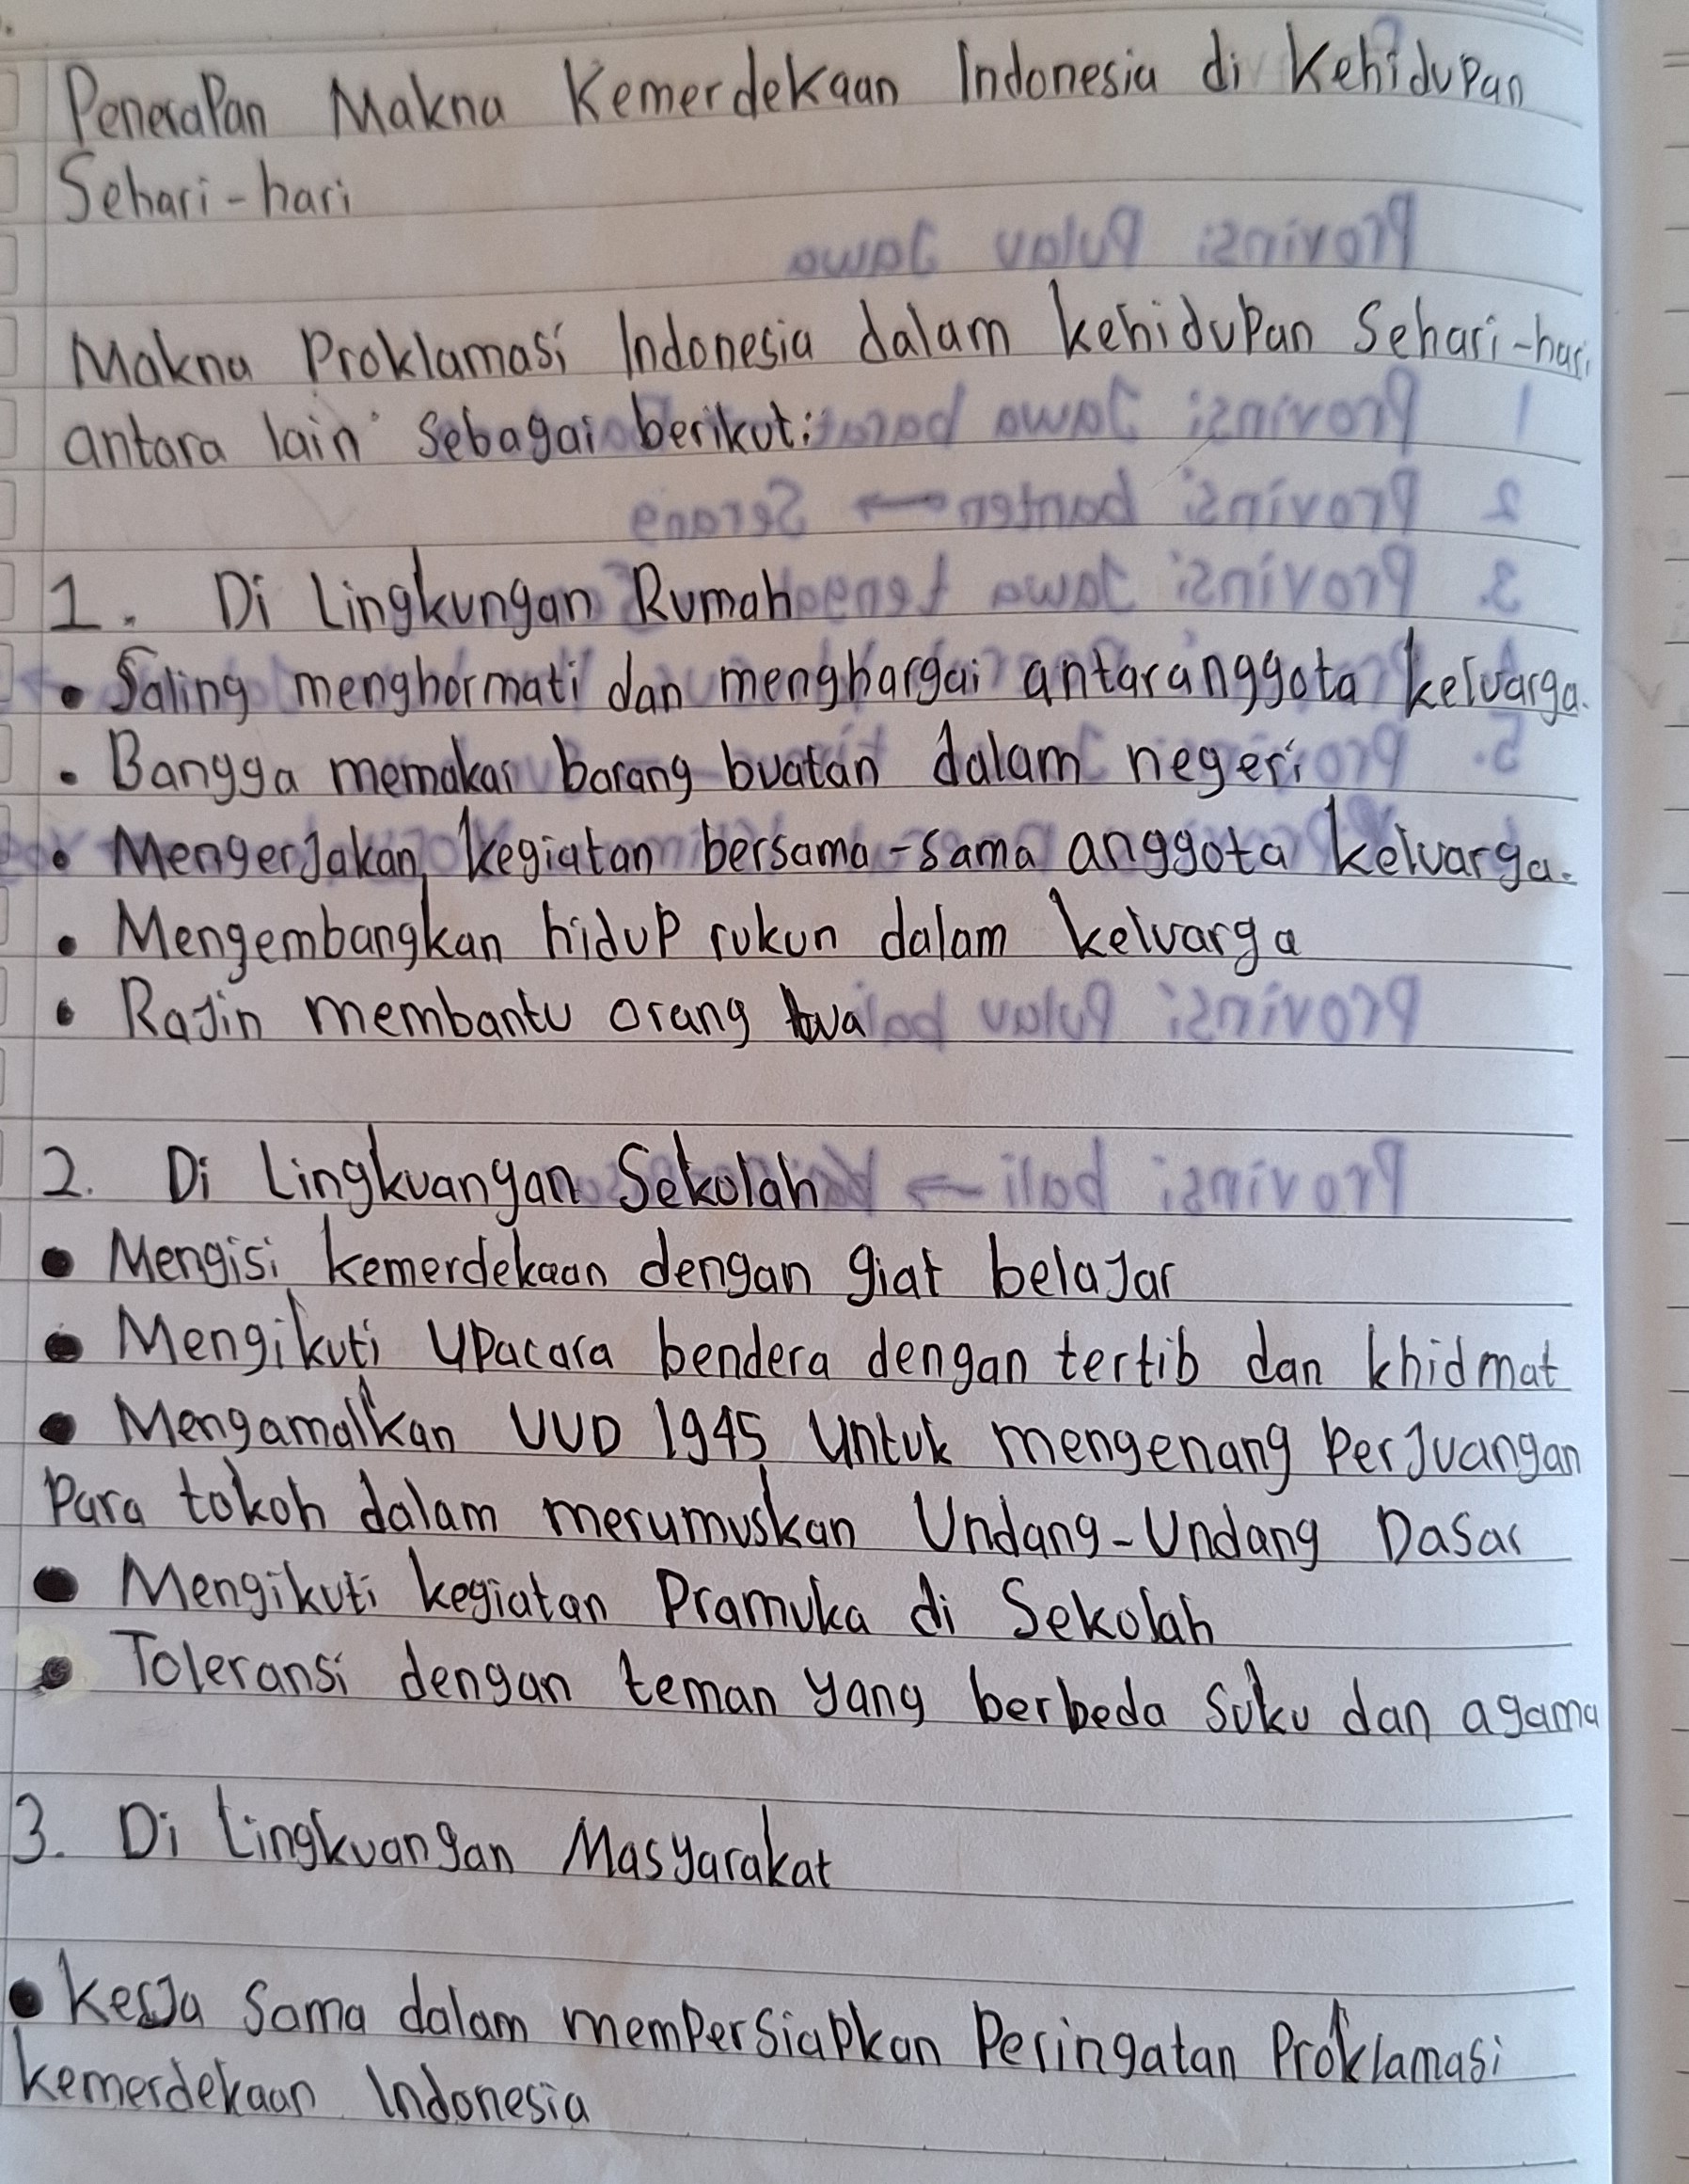 Penerapan Makna Kemerdekaan Indonesia di Kehidupan
Sehari-hari
Makna Proklamasi Indonesia dalam kehidupan Sehari-hari
antara lain sebagai berikut:
1. Di Lingkungan Rumah
• Saling menghormati dan menghargai antaranggota keluarga.
• Bangga memakai barang buatan dalam negeri
• Mengerjakan kegiatan bersama-sama anggota keluarga.
• Mengembangkan hidup rukun dalam keluarga
• Rajin membantu orang tua
2. Di Lingkuangan Sekolah
• Mengisi kemerdekaan dengan giat belajar
• Mengikuti upacara bendera dengan tertib dan khidmat
• Mengamalkan UUD 1945 untuk mengenang perjuangan
para tokoh dalam merumuskan Undang-Undang Dasar
• Mengikuti kegiatan Pramuka di Sekolah
• Toleransi dengan teman yang berbeda suku dan agama
3. Di Lingkuangan Masyarakat
• Kerja Sama dalam mempersiapkan Peringatan Proklamasi
kemerdekaan Indonesia